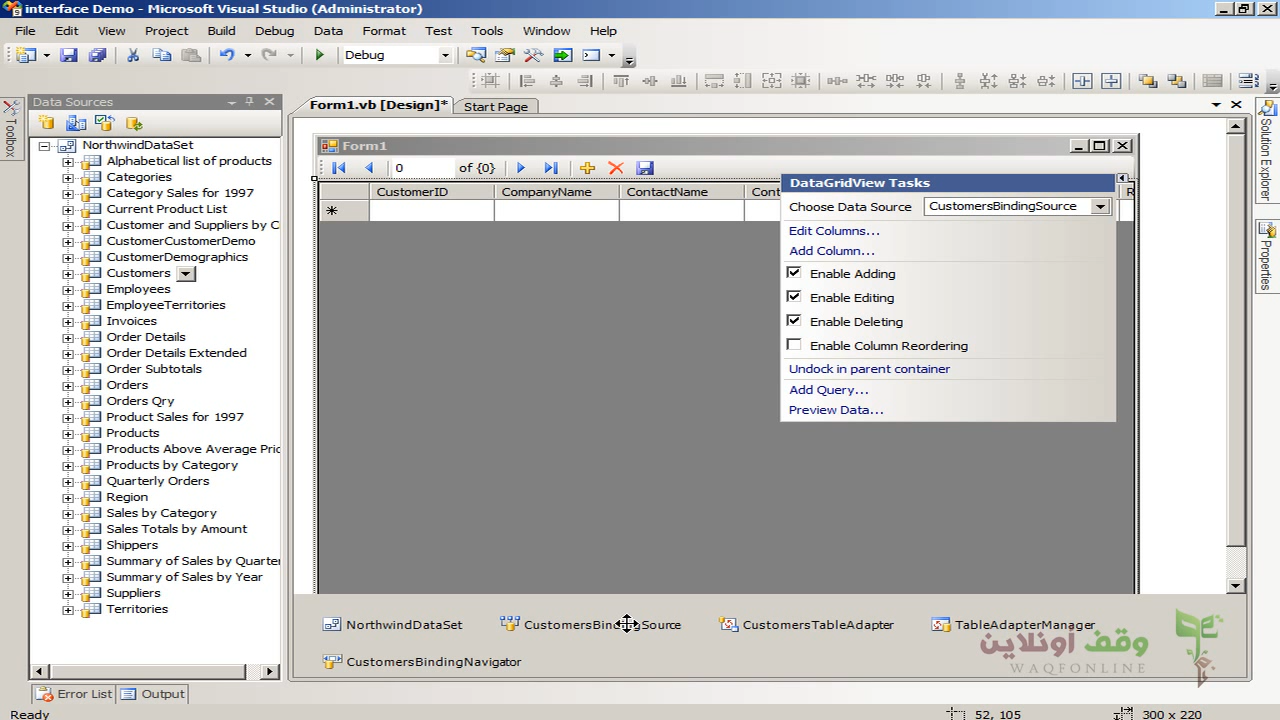 interface Demo - Microsoft Visual Studio (Administrator)
File Edit View Project Build Debug Data Format Test Tools Window Help
Debug
Data Sources
Form1.vb [Design]* Start Page
Toolbox
Solution Explorer
Properties
NorthwindDataSet
Alphabetical list of products
Categories
Category Sales for 1997
Current Product List
Customer and Suppliers by C
CustomerCustomerDemo
CustomerDemographics
Customers
Employees
EmployeeTerritories
Invoices
Order Details
Order Details Extended
Order Subtotals
Orders
Orders Qry
Product Sales for 1997
Products
Products Above Average Pric
Products by Category
Quarterly Orders
Region
Sales by Category
Sales Totals by Amount
Shippers
Summary of Sales by Quarter
Summary of Sales by Year
Suppliers
Territories
Form1
0 of {0}
CustomerID CompanyName ContactName Cont R
DataGridView Tasks
Choose Data Source CustomersBindingSource
Edit Columns...
Add Column...
Enable Adding
Enable Editing
Enable Deleting
Enable Column Reordering
Undock in parent container
Add Query...
Preview Data...
NorthwindDataSet CustomersBindingSource CustomersTableAdapter TableAdapterManager
CustomersBindingNavigator
وقف أونلاين
WAQFONLINE
Error List Output
Ready 52, 105 300 x 220